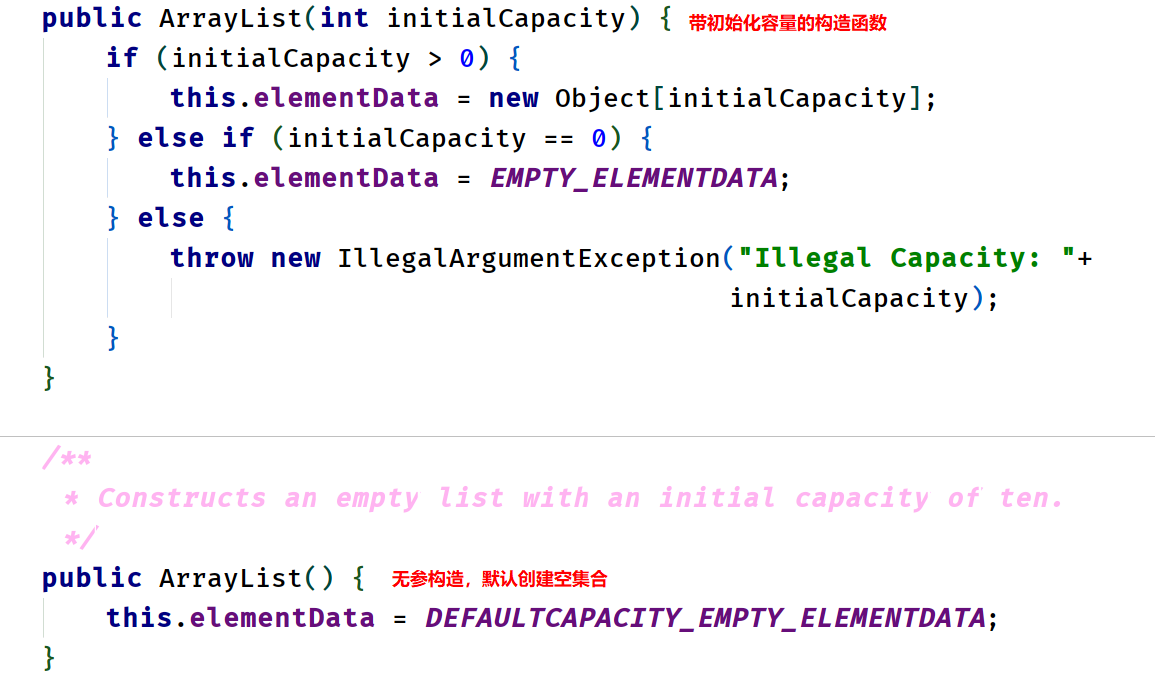 public ArrayList(int initialCapacity) { 带初始化容量的构造函数
if (initialCapacity > 0) {
this.elementData = new Object[initialCapacity];
} else if (initialCapacity == 0) {
this.elementData = EMPTY_ELEMENTDATA;
} else {
throw new IllegalArgumentException("Illegal Capacity: "+
initialCapacity);
}
}
/**
* Constructs an empty list with an initial capacity of ten.
*/
public ArrayList() { 无参构造，默认创建空集合
this.elementData = DEFAULTCAPACITY_EMPTY_ELEMENTDATA;
}